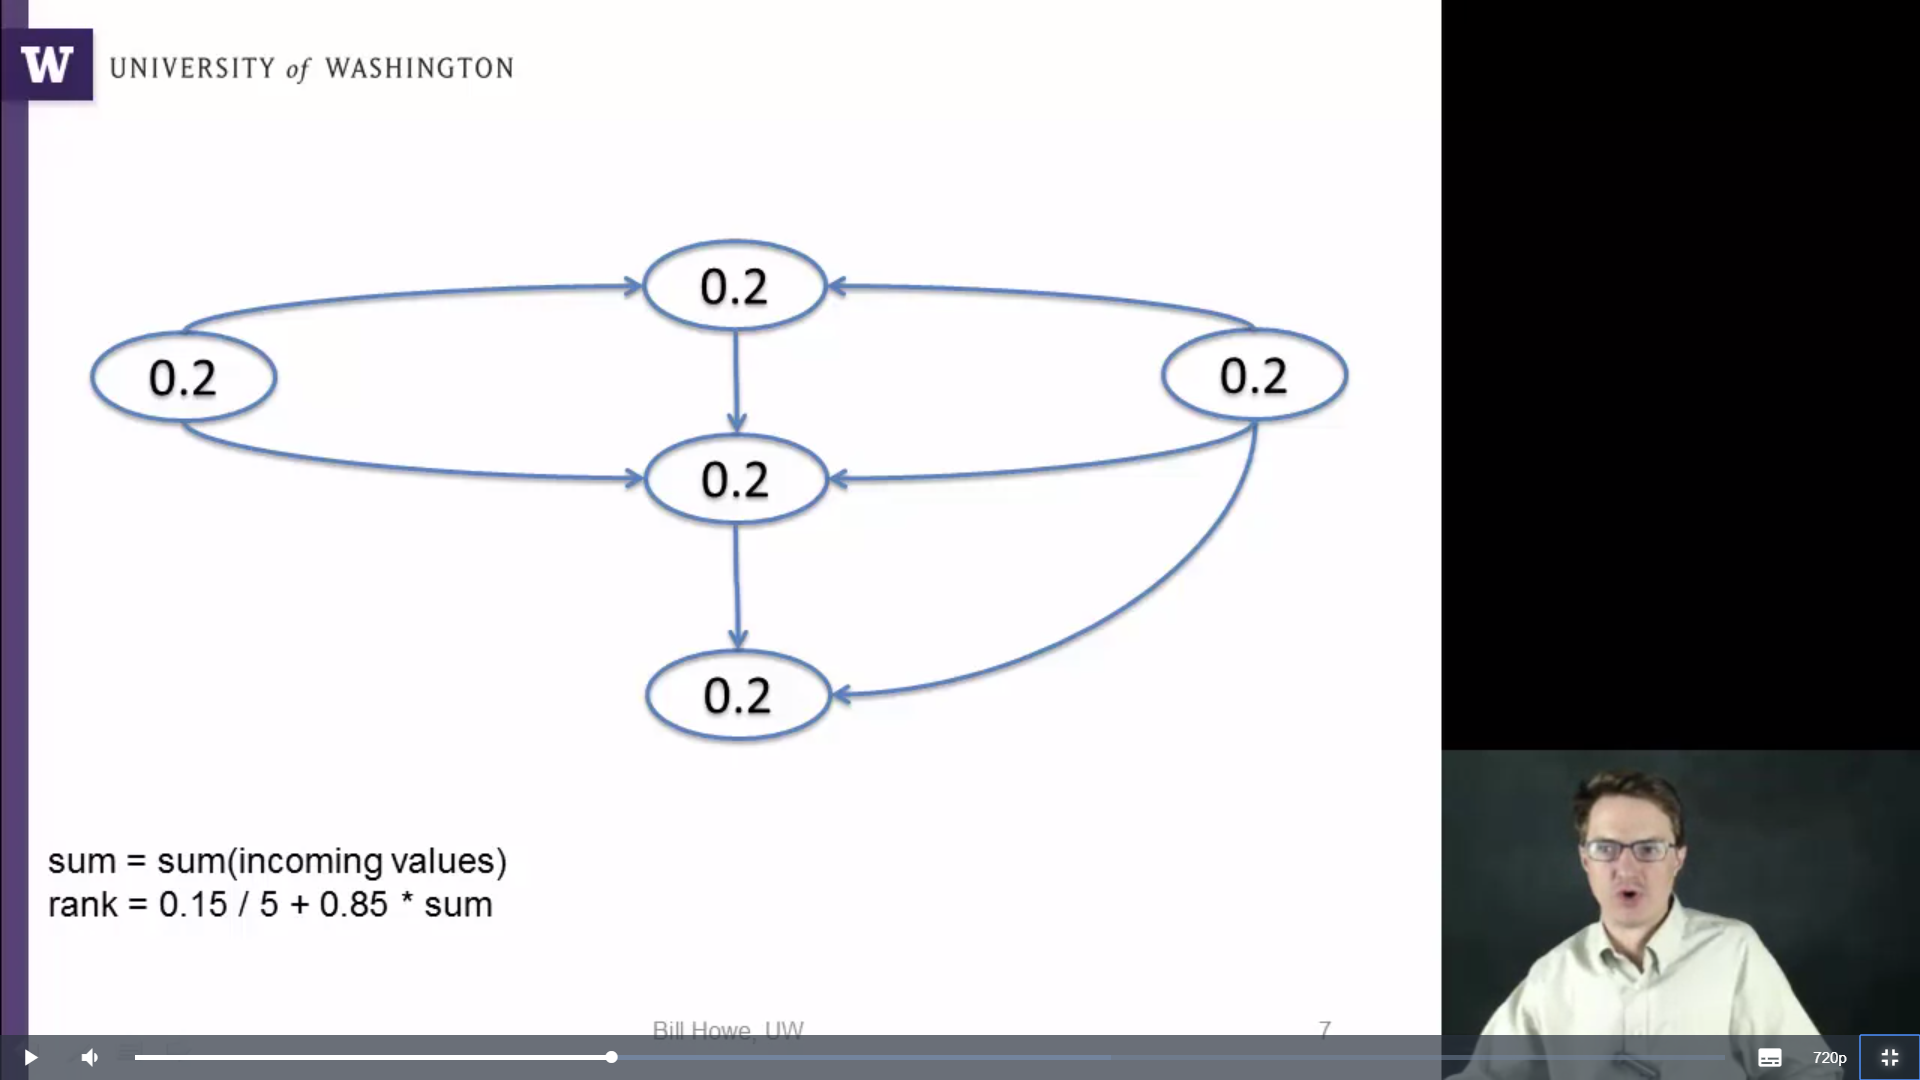 W
UNIVERSITY of WASHINGTON
0.2
0.2
0.2
0.2
0.2
sum = sum(incoming values)
rank = 0.15 / 5 + 0.85 * sum
Bill Howe, UW
7
720p